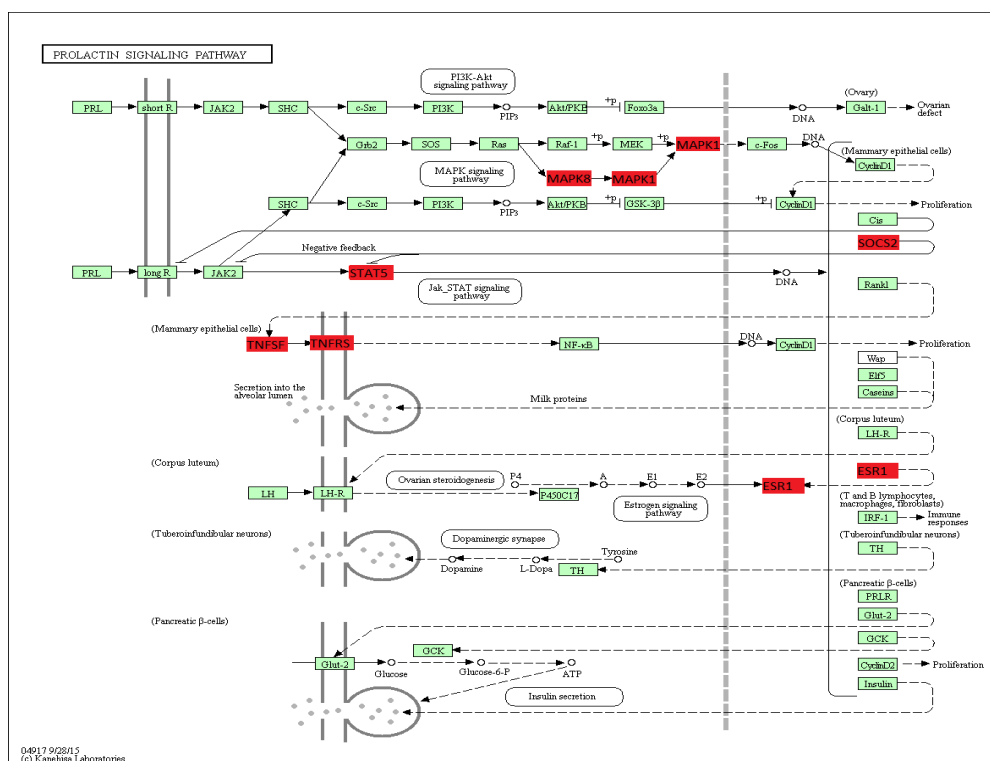 PROLACTIN SIGNALING PATHWAY
PI3K-Akt
signaling pathway
(Ovary)
PRL
short R
JAK2
SHC
c-Src
PI3K
PIP3
Akt/PKB
+p
Foxo3a
DNA
Galt-1
Ovarian
defect
Grb2
SOS
Ras
Raf-1
+p
MEK
+p
MAPK1
c-Fos
DNA
(Mammary epithelial cells)
CyclinD1
MAPK signaling
pathway
MAPK8
MAPK1
SHC
c-Src
PI3K
PIP3
Akt/PKB
+p
GSK-3β
+p
CyclinD1
Proliferation
Cis
Negative feedback
SOCS2
PRL
long R
JAK2
STAT5
DNA
Jak_STAT signaling
pathway
Rankl
(Mammary epithelial cells)
TNFSF
TNFRS
NF-κB
DNA
CyclinD1
Proliferation
Wap
Elf5
Caseins
Secretion into the
alveolar lumen
Milk proteins
(Corpus luteum)
LH-R
(Corpus luteum)
Ovarian steroidogenesis
P4
A
E1
E2
ESR1
ESR1
LH
LH-R
P450C17
Estrogen signaling
pathway
(T and B lymphocytes,
macrophages, fibroblasts)
IRF-1
Immune
responses
(Tuberoinfundibular neurons)
Dopaminergic synapse
(Tuberoinfundibular neurons)
TH
Tyrosine
Dopamine
L-Dopa
TH
(Pancreatic β-cells)
PRLR
Glut-2
(Pancreatic β-cells)
GCK
GCK
Glut-2
Glucose
Glucose-6-P
ATP
CyclinD2
Proliferation
Insulin
Insulin secretion
04917 9/28/15
(c) Kanehisa Laboratories